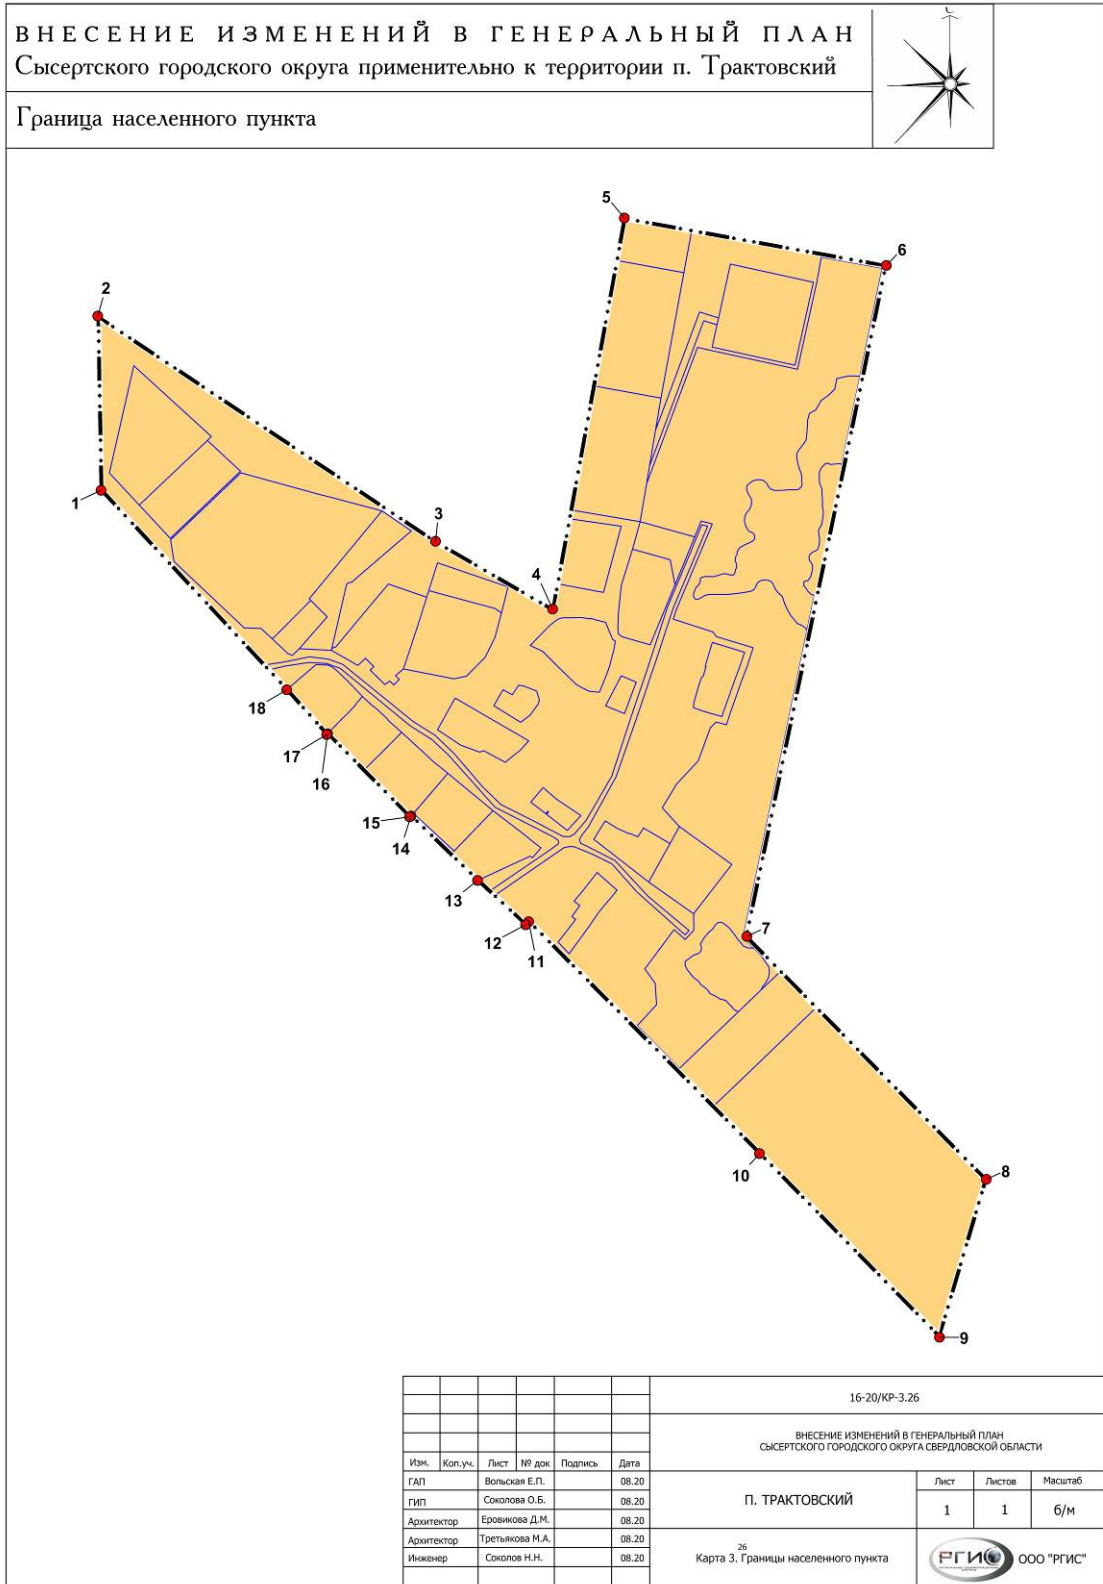 ВНЕСЕНИЕ ИЗМЕНЕНИЙ В ГЕНЕРАЛЬНЫЙ ПЛАН
Сысертского городского округа применительно к территории п. Трактовский
Граница населенного пункта
5
6
2
1
3
4
18
17
16
15
14
13
12
11
7
10
8
9
16-20/КР-3.26
ВНЕСЕНИЕ ИЗМЕНЕНИЙ В ГЕНЕРАЛЬНЫЙ ПЛАН
СЫСЕРТСКОГО ГОРОДСКОГО ОКРУГА СВЕРДЛОВСКОЙ ОБЛАСТИ
Изм. Кол.уч. Лист № док Подпись Дата
ГАП Вольская Е.П. 08.20
ГИП Соколова О.Б. 08.20
Архитектор Еровикова Д.М. 08.20
Архитектор Третьякова М.А. 08.20
Инженер Соколов Н.Н. 08.20
П. ТРАКТОВСКИЙ
Лист Листов Масштаб
1 1 б/м
26
Карта 3. Границы населенного пункта
РГИС ООО "РГИС"